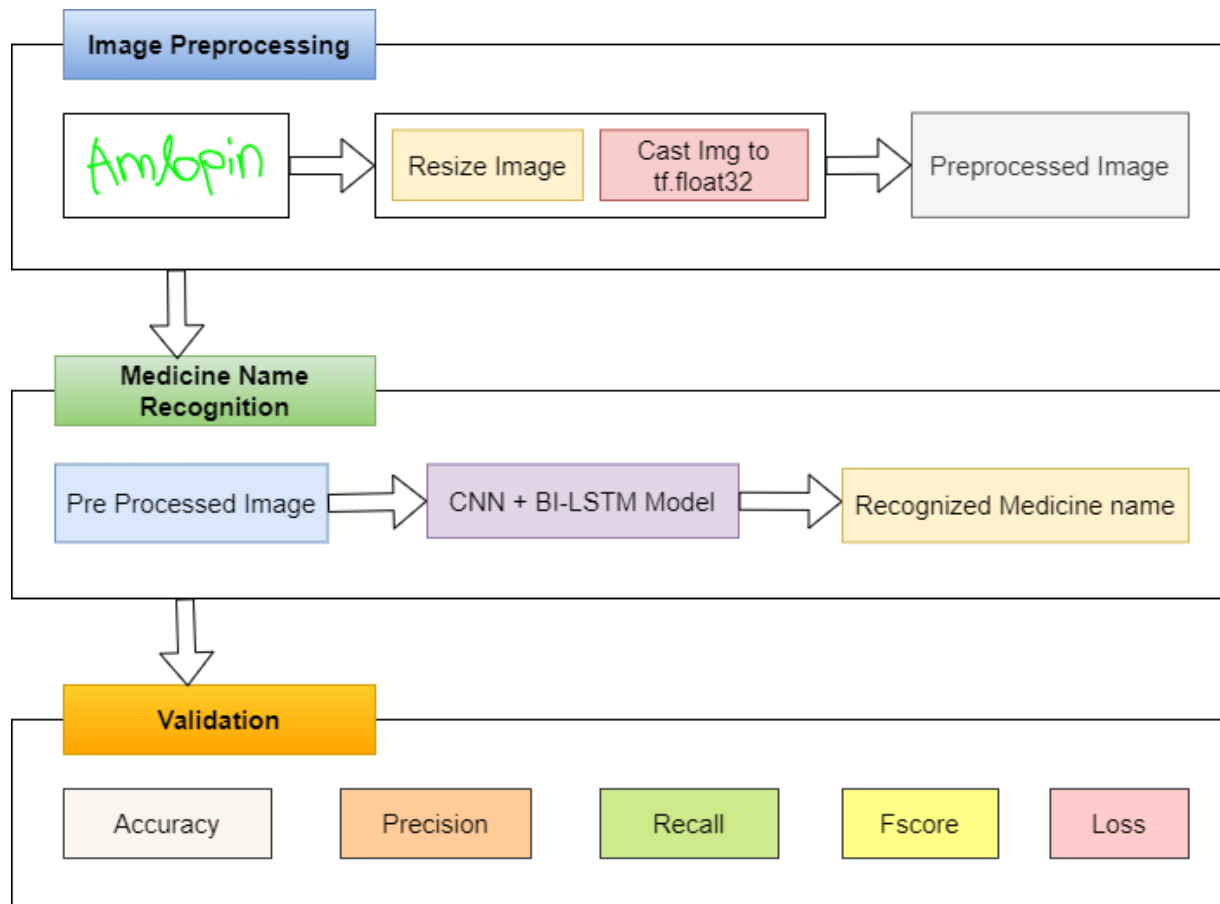 Image Preprocessing
Amlopin
Resize Image
Cast Img to
tf.float32
Preprocessed Image
Medicine Name
Recognition
Pre Processed Image
CNN + BI-LSTM Model
Recognized Medicine name
Validation
Accuracy
Precision
Recall
Fscore
Loss